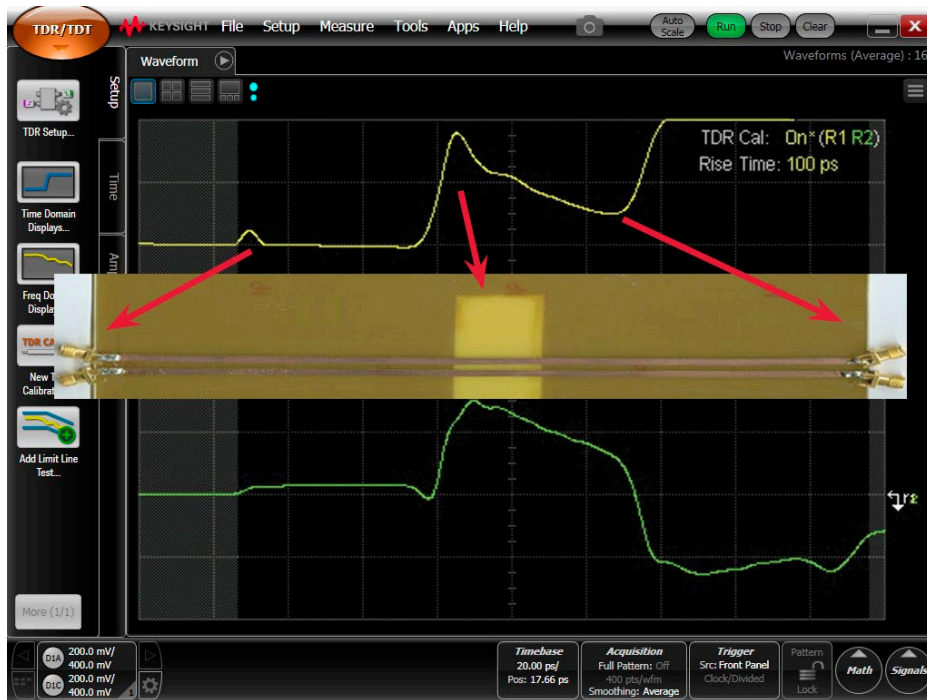 TDR/TDT
KEYSIGHT File Setup Measure Tools Apps Help
Auto
Scale
Run
Stop
Clear
X
Waveform
Waveforms (Average) : 16
Setup
Time
TDR Setup...
Time Domain
Displays...
TDR Cal: On* (R1 R2)
Rise Time: 100 ps
Add Limit Line
Test...
More (1/1)
D1A
200.0 mV/
400.0 mV
D1C
200.0 mV/
400.0 mV
1
Timebase
20.00 ps/
Pos: 17.66 ps
Acquisition
Full Pattern: Off
400 pts/wfm
Smoothing: Average
Trigger
Src: Front Panel
Clock/Divided
Pattern
Lock
Math
Signals